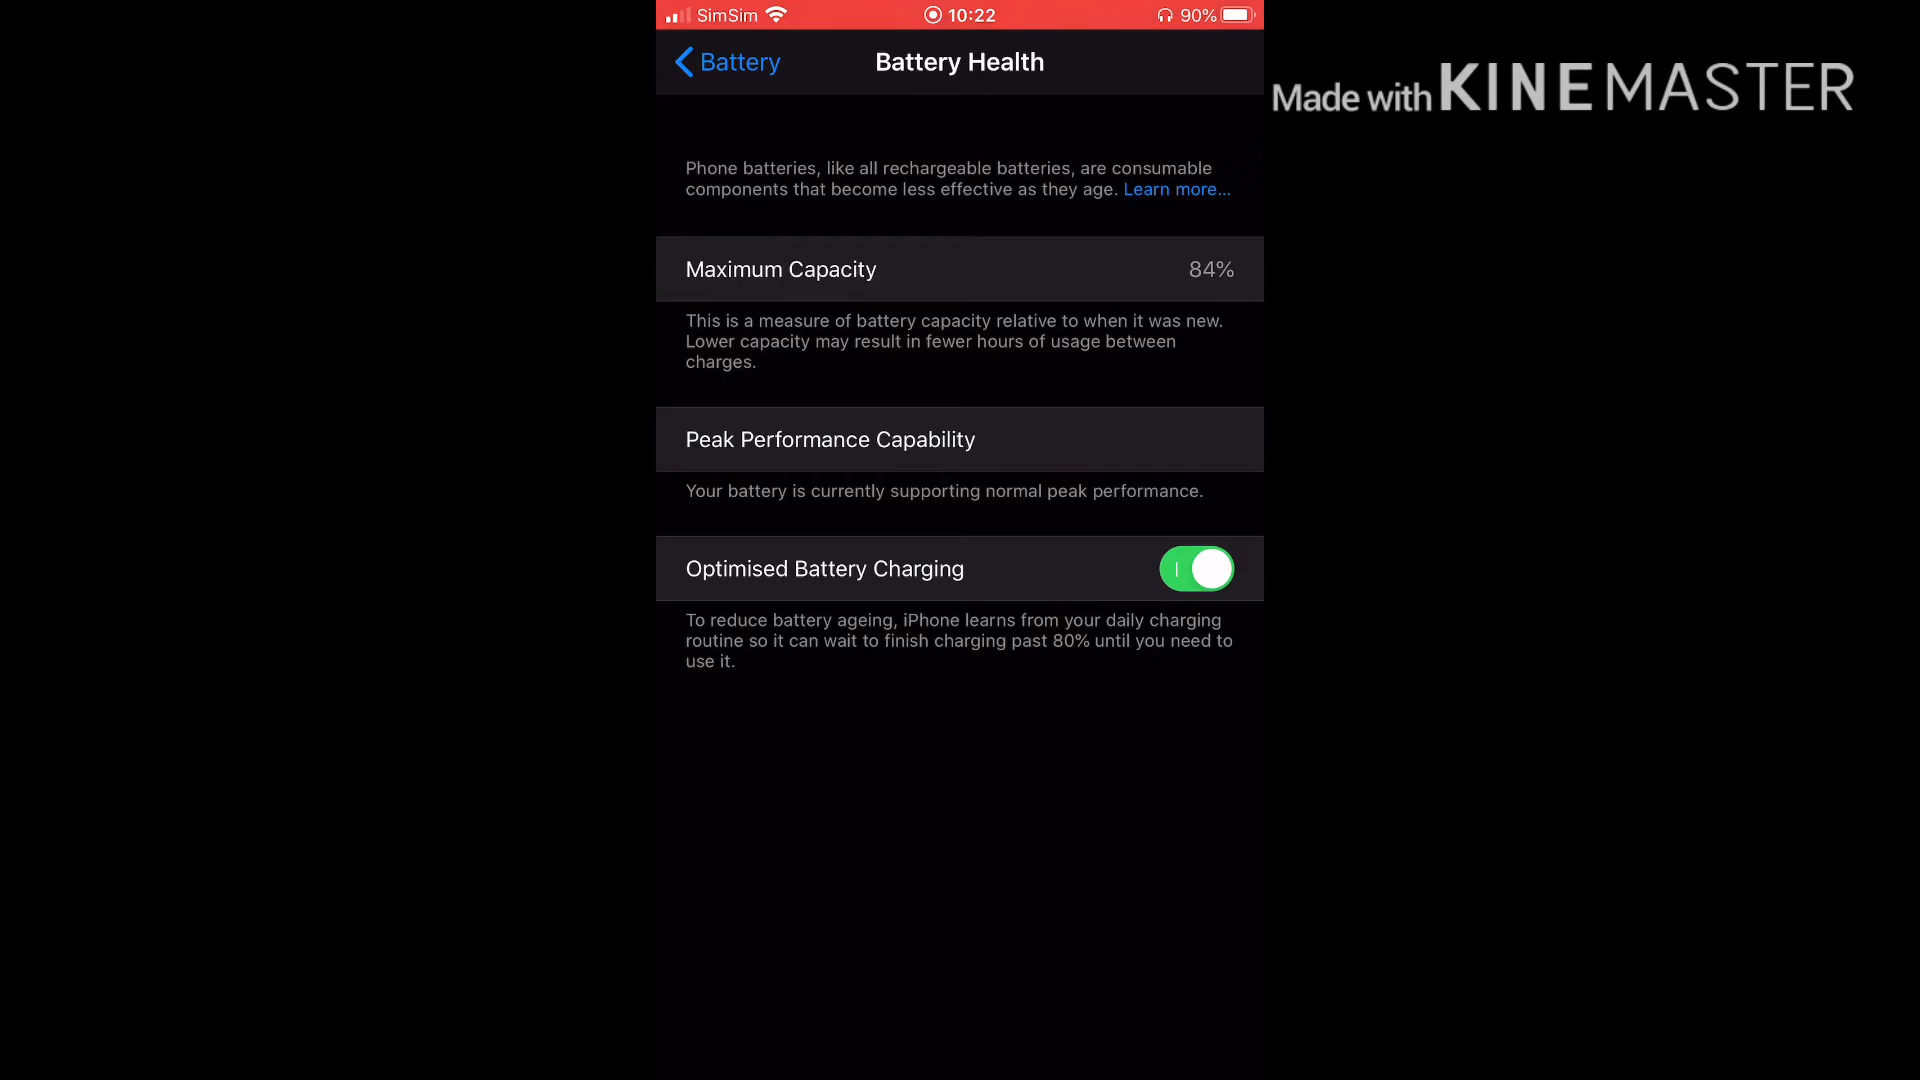 SimSim 10:22 90%
Battery Battery Health
Made with KINEMASTER
Phone batteries, like all rechargeable batteries, are consumable
components that become less effective as they age. Learn more...
Maximum Capacity 84%
This is a measure of battery capacity relative to when it was new.
Lower capacity may result in fewer hours of usage between
charges.
Peak Performance Capability
Your battery is currently supporting normal peak performance.
Optimised Battery Charging
To reduce battery ageing, iPhone learns from your daily charging
routine so it can wait to finish charging past 80% until you need to
use it.